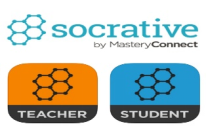 socrative
by MasteryConnect
TEACHER
STUDENT